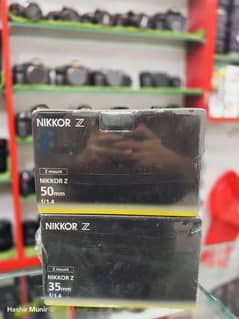 NIKKOR Z
Z mount
NIKKOR Z
50mm
f/1.4
NIKKOR Z
Z mount
NIKKOR Z
35mm
f/1.4
Hashir Munir